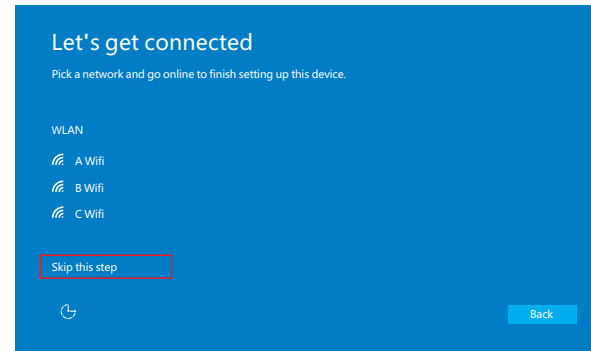 Let's get connected
Pick a network and go online to finish setting up this device.
WLAN
A Wifi
B Wifi
C Wifi
Skip this step
Back